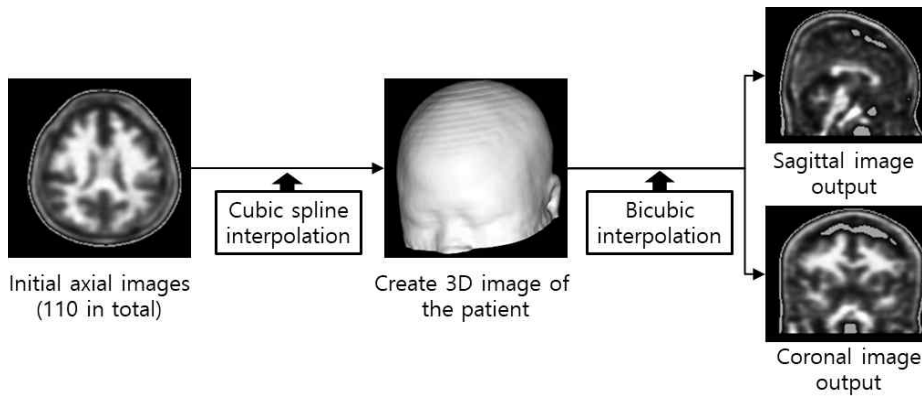 Initial axial images
(110 in total)
Cubic spline
interpolation
Create 3D image of
the patient
Bicubic
interpolation
Sagittal image
output
Coronal image
output